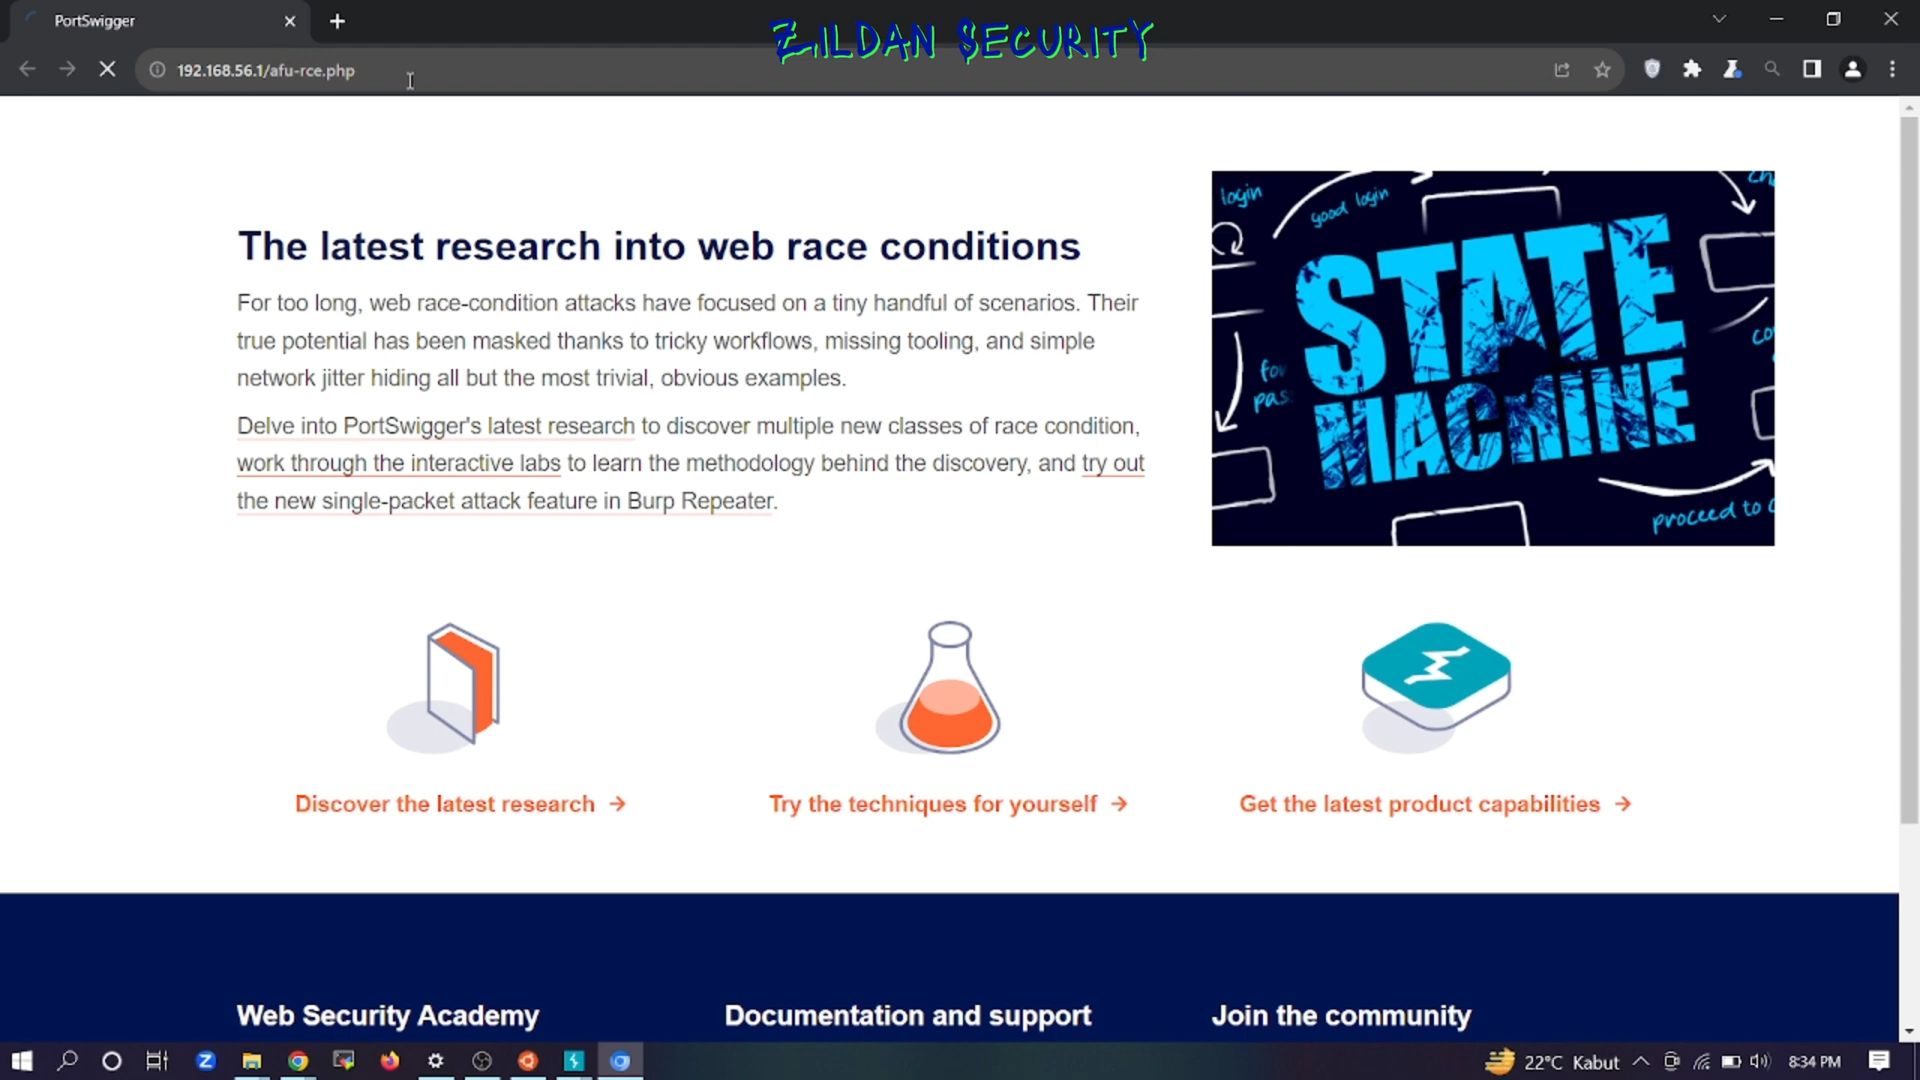 PortSwigger
ZILDAN SECURITY
192.168.56.1/afu-rce.php
The latest research into web race conditions
For too long, web race-condition attacks have focused on a tiny handful of scenarios. Their
true potential has been masked thanks to tricky workflows, missing tooling, and simple
network jitter hiding all but the most trivial, obvious examples.
Delve into PortSwigger's latest research to discover multiple new classes of race condition,
work through the interactive labs to learn the methodology behind the discovery, and try out
the new single-packet attack feature in Burp Repeater.
login
good login
STATE
MACHINE
proceed to
Discover the latest research →
Try the techniques for yourself →
Get the latest product capabilities →
Web Security Academy
Documentation and support
Join the community
22°C Kabut
8:34 PM